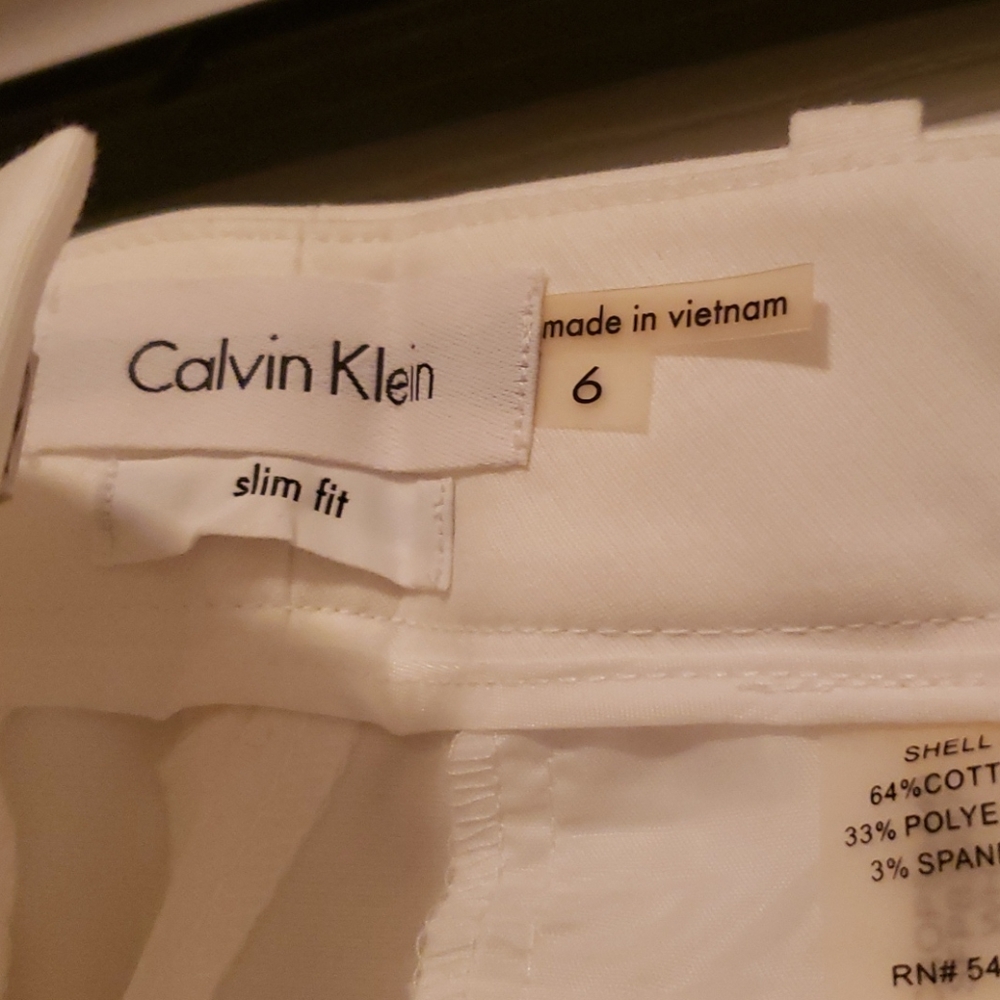 Calvin Klein
made in vietnam
6
slim fit
SHELL
64%COTT
33% POLYE
3% SPAN
RN# 54